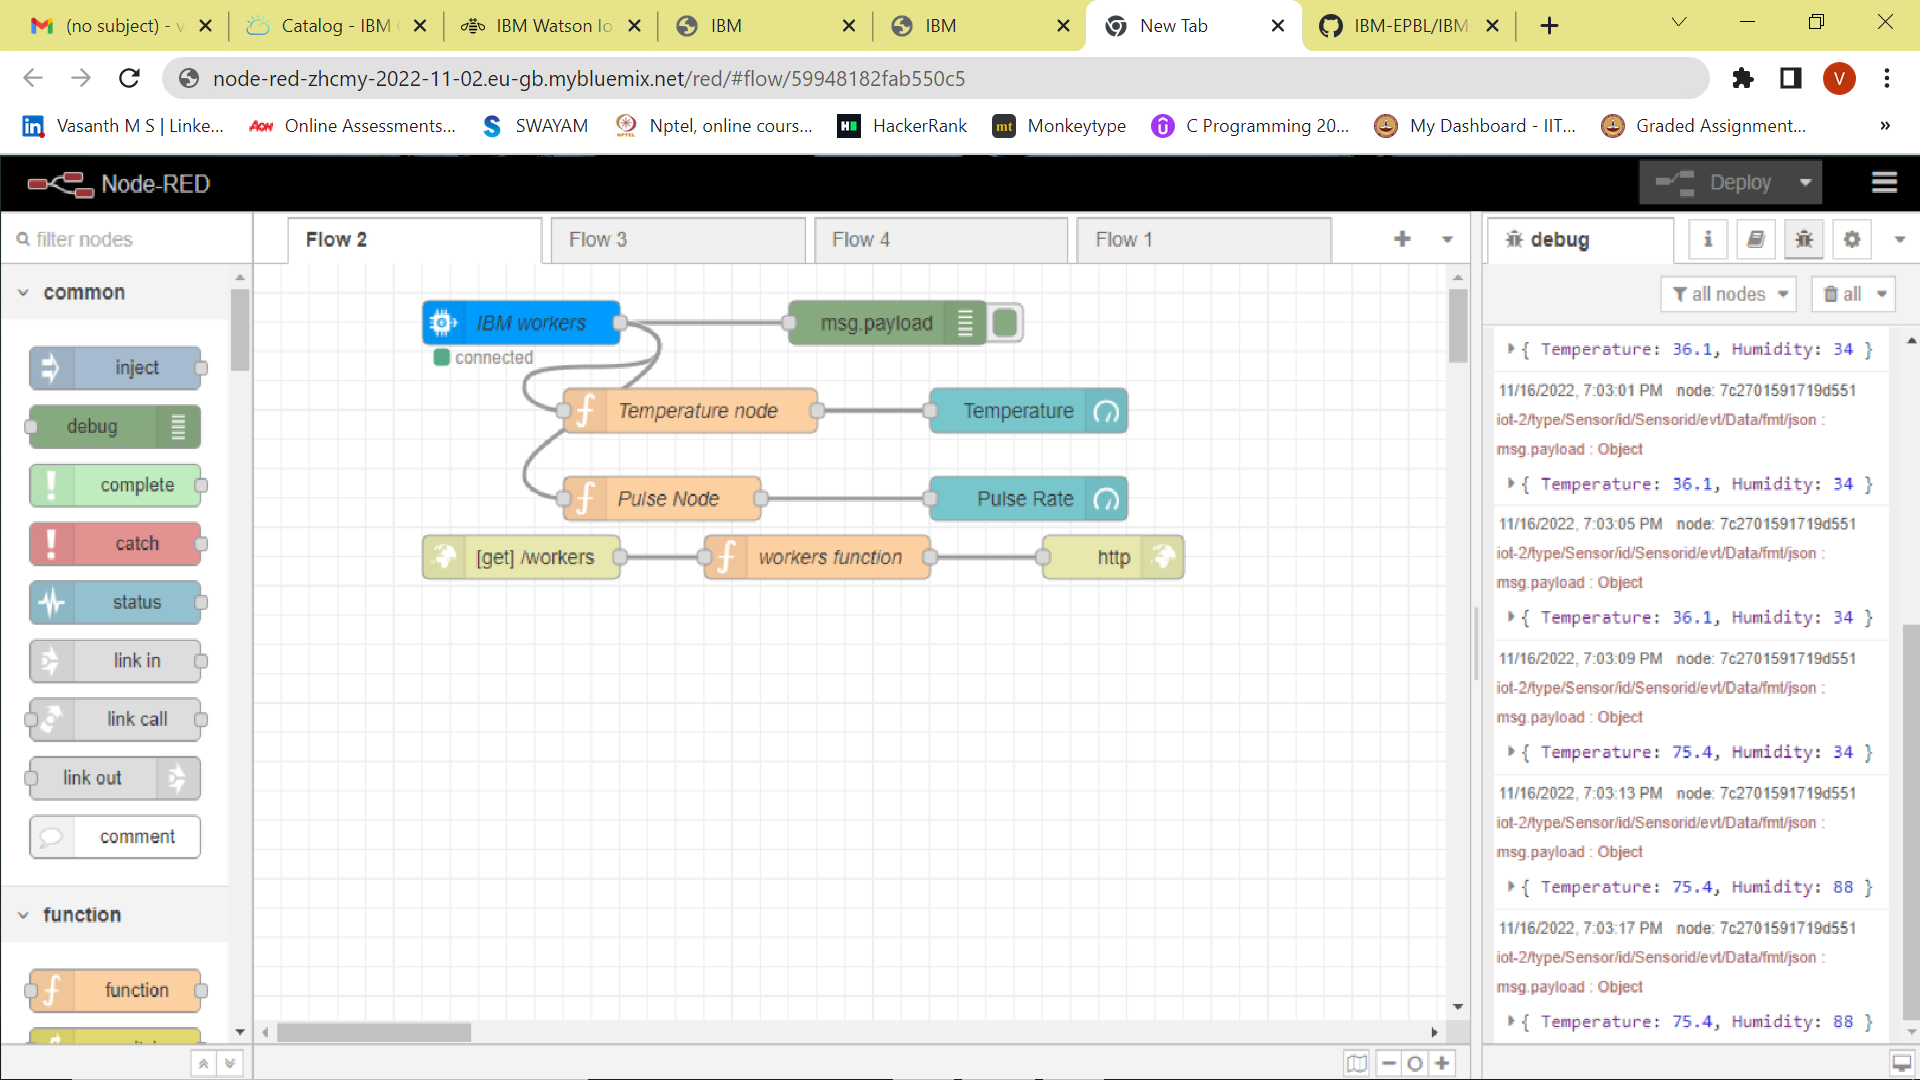 (no subject) -
Catalog - IBM
IBM Watson Io
IBM
IBM
New Tab
IBM-EPBL/IBM-
node-red-zhcmy-2022-11-02.eu-gb.mybluemix.net/red/#flow/59948182fab550c5
V
in Vasanth M S | Linke...
AON Online Assessments...
S SWAYAM
NPTEL Nptel, online cours...
H HackerRank
mt Monkeytype
C Programming 20...
My Dashboard - IIT...
Graded Assignment...
»
Node-RED
Deploy
filter nodes
Flow 2
Flow 3
Flow 4
Flow 1
debug
i
all nodes
all
common
inject
debug
complete
catch
status
link in
link call
link out
comment
function
function
IBM workers
connected
msg.payload
Temperature node
Temperature
Pulse Node
Pulse Rate
[get] /workers
workers function
http
{ Temperature: 36.1, Humidity: 34 }
11/16/2022, 7:03:01 PM node: 7c2701591719d551
iot-2/type/Sensor/id/Sensorid/evt/Data/fmt/json :
msg.payload : Object
{ Temperature: 36.1, Humidity: 34 }
11/16/2022, 7:03:05 PM node: 7c2701591719d551
iot-2/type/Sensor/id/Sensorid/evt/Data/fmt/json :
msg.payload : Object
{ Temperature: 36.1, Humidity: 34 }
11/16/2022, 7:03:09 PM node: 7c2701591719d551
iot-2/type/Sensor/id/Sensorid/evt/Data/fmt/json :
msg.payload : Object
{ Temperature: 75.4, Humidity: 34 }
11/16/2022, 7:03:13 PM node: 7c2701591719d551
iot-2/type/Sensor/id/Sensorid/evt/Data/fmt/json :
msg.payload : Object
{ Temperature: 75.4, Humidity: 88 }
11/16/2022, 7:03:17 PM node: 7c2701591719d551
iot-2/type/Sensor/id/Sensorid/evt/Data/fmt/json :
msg.payload : Object
{ Temperature: 75.4, Humidity: 88 }